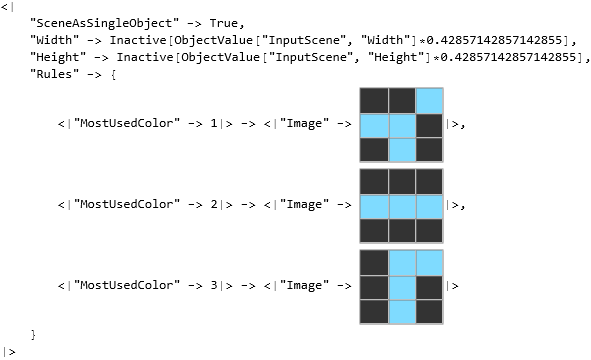 <|
"SceneAsSingleObject" -> True,
"Width" -> Inactive[ObjectValue["InputScene", "Width"]*0.42857142857142855],
"Height" -> Inactive[ObjectValue["InputScene", "Height"]*0.42857142857142855],
"Rules" -> {
<|"MostUsedColor" -> 1|> -> <|"Image" -> |>,
<|"MostUsedColor" -> 2|> -> <|"Image" -> |>,
<|"MostUsedColor" -> 3|> -> <|"Image" -> |>
}
|>